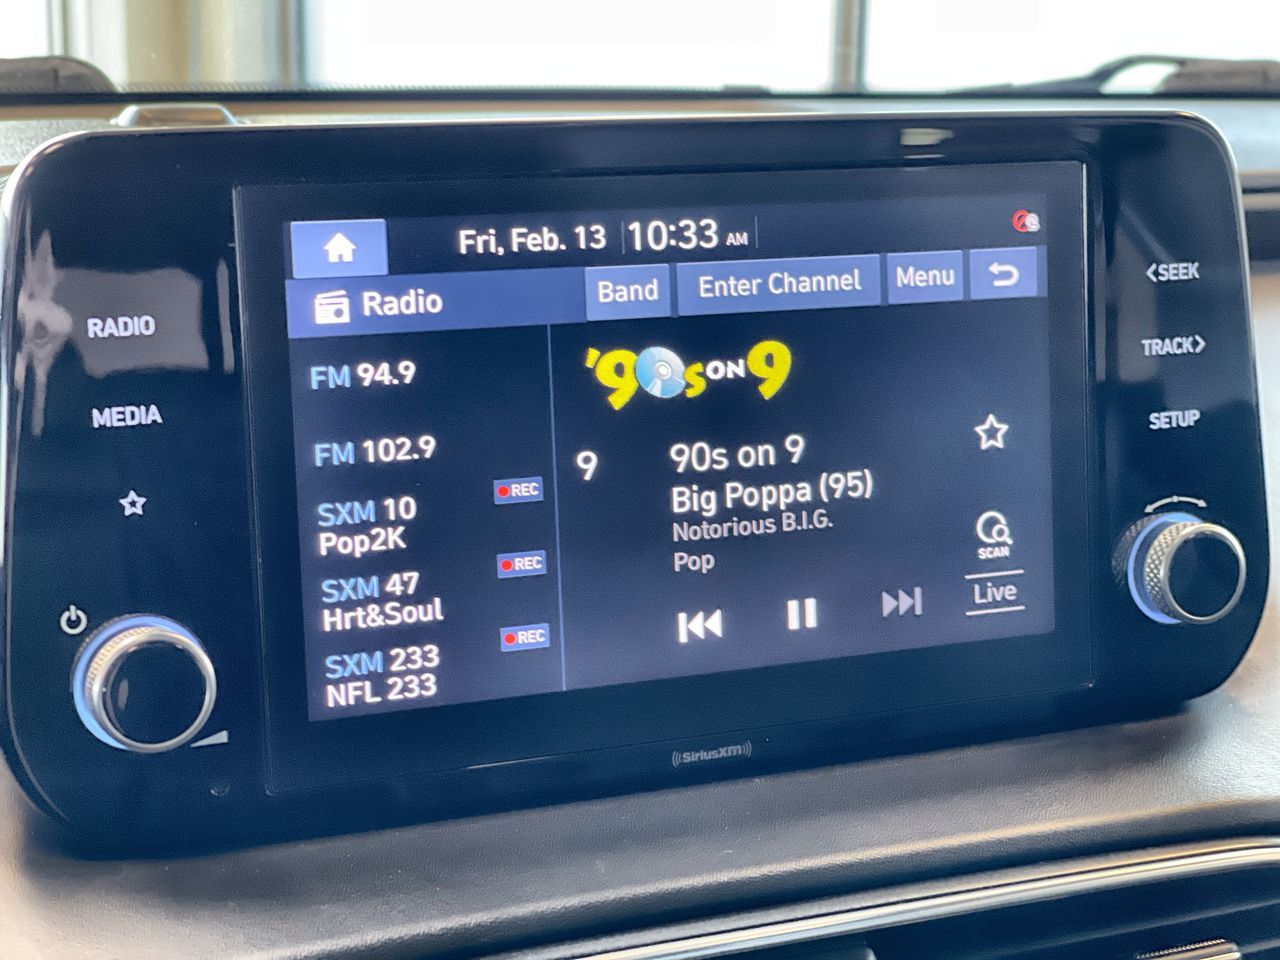 Fri, Feb. 13 10:33 AM
Radio
Band
Enter Channel
Menu
FM 94.9
FM 102.9
SXM 10
Pop2K
REC
SXM 47
Hrt&Soul
REC
SXM 233
NFL 233
REC
'90s ON 9
9
90s on 9
Big Poppa (95)
Notorious B.I.G.
Pop
SCAN
Live
RADIO
MEDIA
<SEEK
TRACK>
SETUP
((SiriusXM))